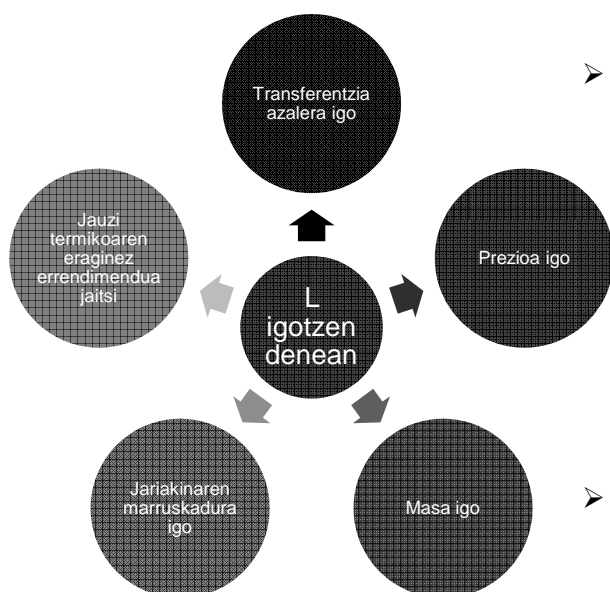 Transferentzia
azalera igo
Prezioa igo
Masa igo
Jariakinaren
marruskadura
igo
Jauzi
termikoaren
eraginez
errendimendua
jaitsi
L
igotzen
denean